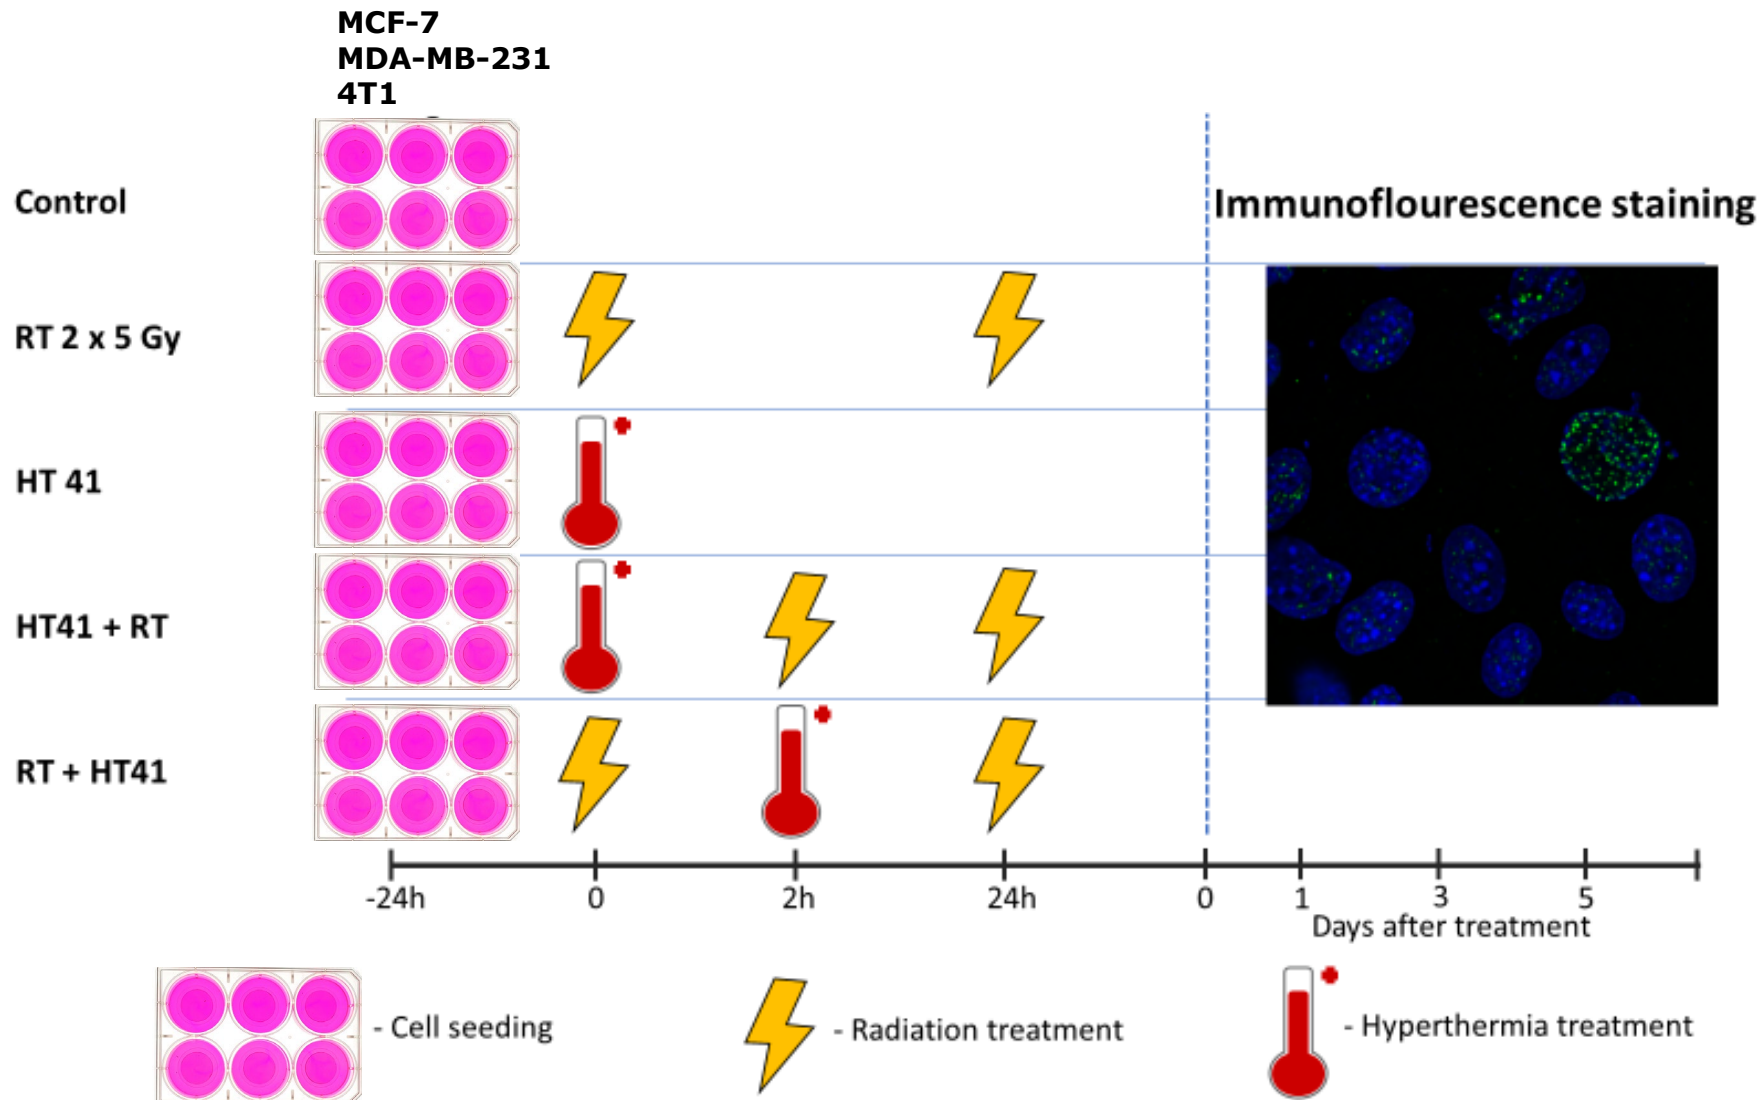 MCF-7
MDA-MB-231
4T1
Control
Immunoflourescence staining
RT 2 x 5 Gy
HT 41
HT41 + RT
RT + HT41
-24h 0 2h 24h 0 1 3 5
Days after treatment
- Cell seeding
- Radiation treatment
- Hyperthermia treatment